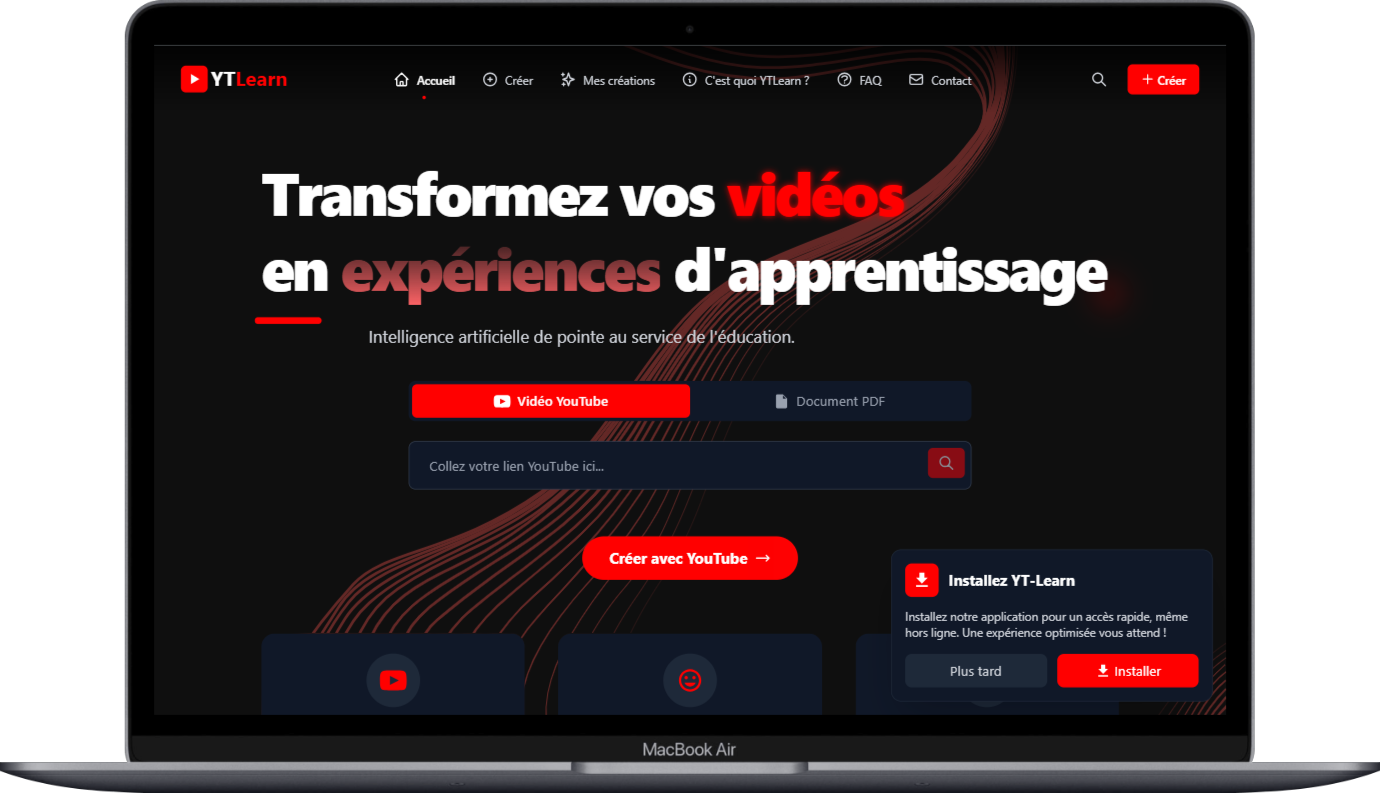 YTLearn
Accueil
Créer
Mes créations
C'est quoi YTLearn ?
FAQ
Contact
+ Créer
Transformez vos vidéos
en expériences d'apprentissage
Intelligence artificielle de pointe au service de l'éducation.
Vidéo YouTube
Document PDF
Collez votre lien YouTube ici...
Créer avec YouTube →
Installez YT-Learn
Installez notre application pour un accès rapide, même
hors ligne. Une expérience optimisée vous attend !
Plus tard
Installer
MacBook Air